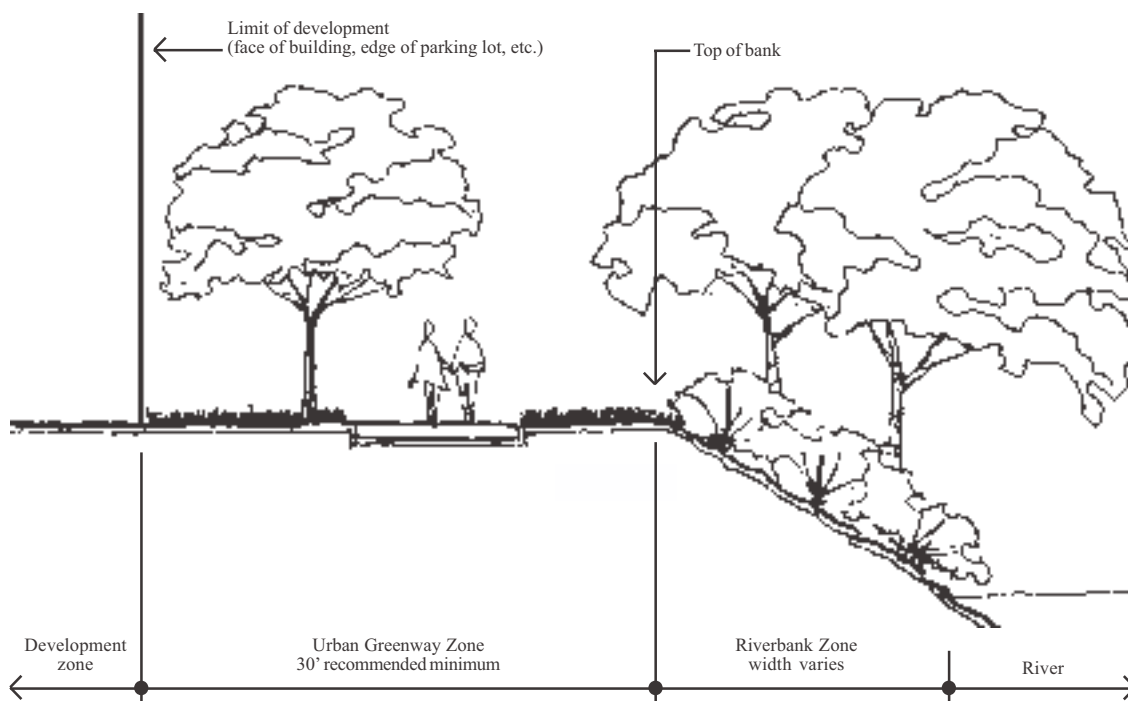 Limit of development
(face of building, edge of parking lot, etc.)
Top of bank
Development
zone
Urban Greenway Zone
30' recommended minimum
Riverbank Zone
width varies
River